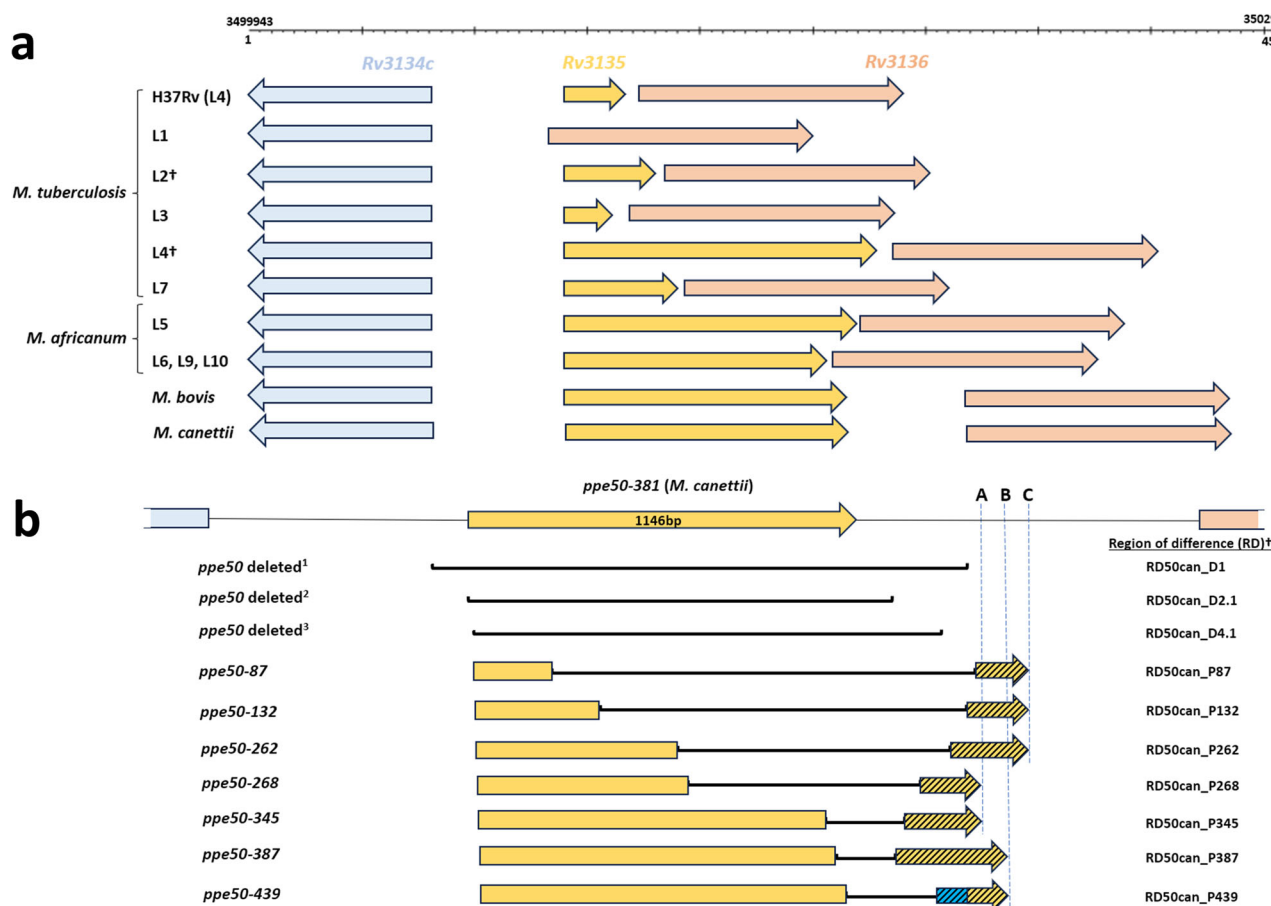 3499943 3502
1 45
a
Rv3134c Rv3135 Rv3136
H37Rv (L4)
L1
L2†
M. tuberculosis
L3
L4†
L7
L5
M. africanum
L6, L9, L10
M. bovis
M. canettii
b
ppe50-381 (M. canettii) A B C
1146bp
Region of difference (RD)†
ppe50 deleted¹ RD50can_D1
ppe50 deleted² RD50can_D2.1
ppe50 deleted³ RD50can_D4.1
ppe50-87 RD50can_P87
ppe50-132 RD50can_P132
ppe50-262 RD50can_P262
ppe50-268 RD50can_P268
ppe50-345 RD50can_P345
ppe50-387 RD50can_P387
ppe50-439 RD50can_P439